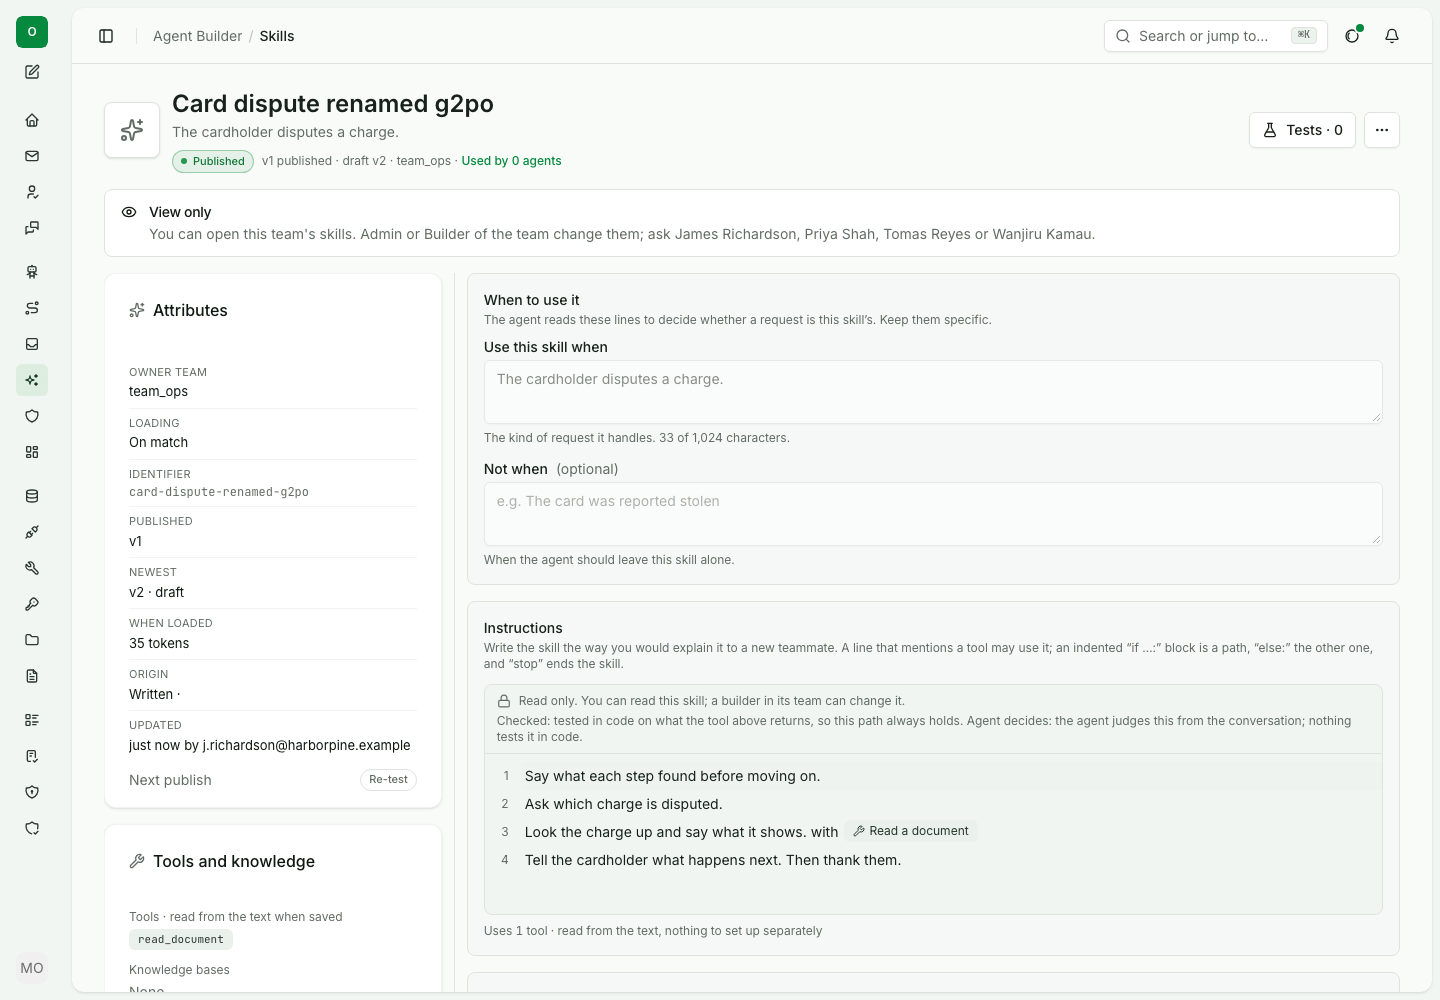 O
Agent Builder / Skills
Search or jump to... ⌘K
Card dispute renamed g2po
The cardholder disputes a charge.
Published v1 published · draft v2 · team_ops · Used by 0 agents
Tests · 0
View only
You can open this team's skills. Admin or Builder of the team change them; ask James Richardson, Priya Shah, Tomas Reyes or Wanjiru Kamau.
Attributes
OWNER TEAM
team_ops
LOADING
On match
IDENTIFIER
card-dispute-renamed-g2po
PUBLISHED
v1
NEWEST
v2 · draft
WHEN LOADED
35 tokens
ORIGIN
Written ·
UPDATED
just now by j.richardson@harborpine.example
Next publish Re-test
Tools and knowledge
Tools · read from the text when saved
read_document
Knowledge bases
None
When to use it
The agent reads these lines to decide whether a request is this skill's. Keep them specific.
Use this skill when
The cardholder disputes a charge.
The kind of request it handles. 33 of 1,024 characters.
Not when (optional)
e.g. The card was reported stolen
When the agent should leave this skill alone.
Instructions
Write the skill the way you would explain it to a new teammate. A line that mentions a tool may use it; an indented “if …:” block is a path, “else:” the other one,
and “stop” ends the skill.
Read only. You can read this skill; a builder in its team can change it.
Checked: tested in code on what the tool above returns, so this path always holds. Agent decides: the agent judges this from the conversation; nothing
tests it in code.
1 Say what each step found before moving on.
2 Ask which charge is disputed.
3 Look the charge up and say what it shows. with Read a document
4 Tell the cardholder what happens next. Then thank them.
Uses 1 tool · read from the text, nothing to set up separately
MO